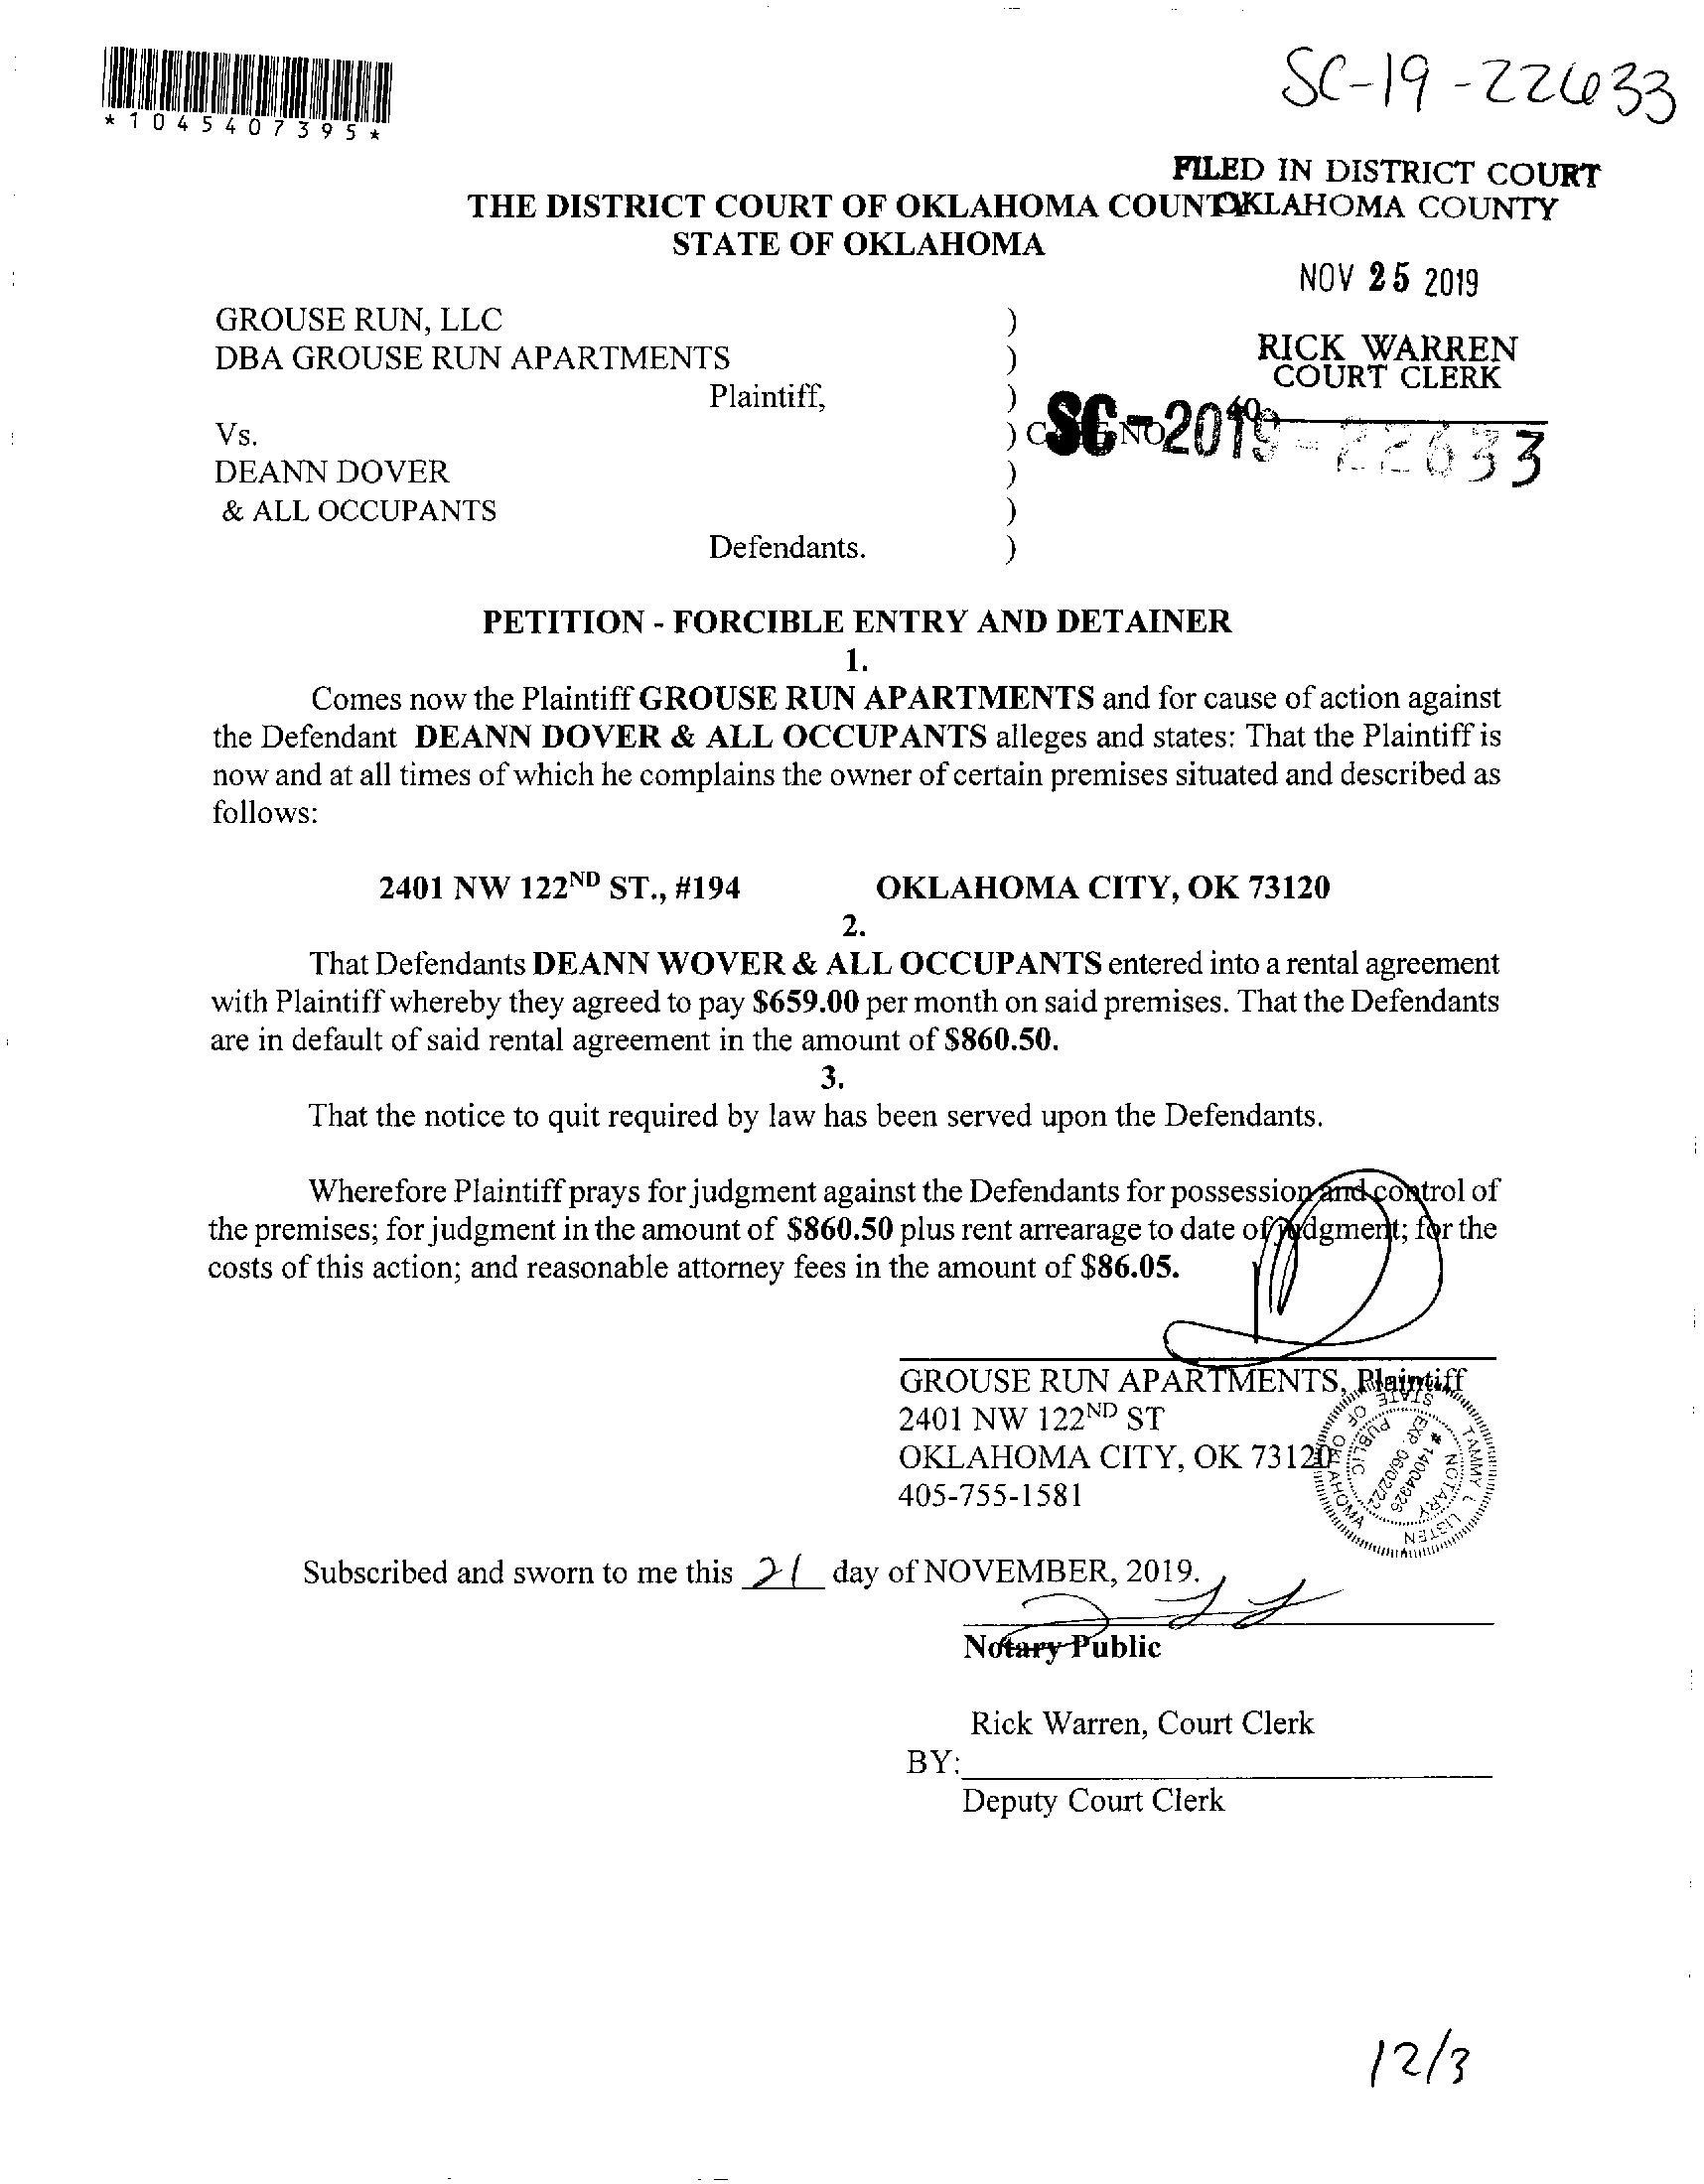 *1045407395*
SC-19-22633
FILED IN DISTRICT COURT
OKLAHOMA COUNTY
THE DISTRICT COURT OF OKLAHOMA COUNTY
STATE OF OKLAHOMA
NOV 25 2019
GROUSE RUN, LLC )
DBA GROUSE RUN APARTMENTS )
RICK WARREN
COURT CLERK
Plaintiff, )
40
Vs. ) CASE NO
SC-2019-22633
DEANN DOVER )
& ALL OCCUPANTS )
Defendants. )
PETITION - FORCIBLE ENTRY AND DETAINER
1.
Comes now the Plaintiff GROUSE RUN APARTMENTS and for cause of action against
the Defendant DEANN DOVER & ALL OCCUPANTS alleges and states: That the Plaintiff is
now and at all times of which he complains the owner of certain premises situated and described as
follows:
2401 NW 122ND ST., #194 OKLAHOMA CITY, OK 73120
2.
That Defendants DEANN WOVER & ALL OCCUPANTS entered into a rental agreement
with Plaintiff whereby they agreed to pay $659.00 per month on said premises. That the Defendants
are in default of said rental agreement in the amount of $860.50.
3.
That the notice to quit required by law has been served upon the Defendants.
Wherefore Plaintiff prays for judgment against the Defendants for possession and control of
the premises; for judgment in the amount of $860.50 plus rent arrearage to date of judgment; for the
costs of this action; and reasonable attorney fees in the amount of $86.05.
GROUSE RUN APARTMENTS, Plaintiff
2401 NW 122ND ST
OKLAHOMA CITY, OK 73120
405-755-1581
TAMMY L LISTEN
NOTARY PUBLIC
# 14004926
EXP. 06/02/22
STATE OF OKLAHOMA
Subscribed and sworn to me this 21 day of NOVEMBER, 2019.
Notary Public
Rick Warren, Court Clerk
BY:
Deputy Court Clerk
12/3